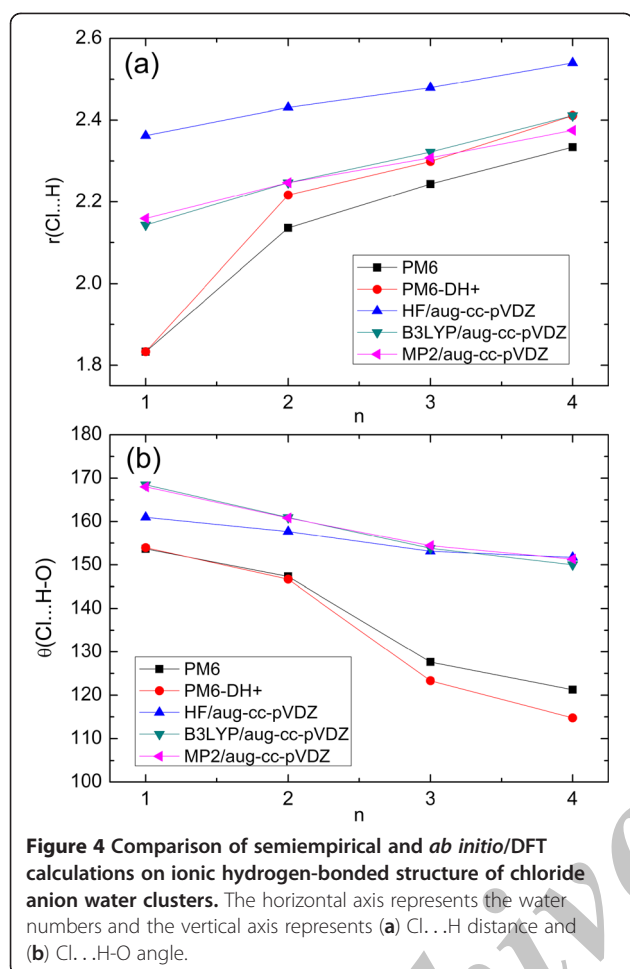 2.6
(a)
2.4
2.2
2.0
1.8
r(Cl...H)
PM6
PM6-DH+
HF/aug-cc-pVDZ
B3LYP/aug-cc-pVDZ
MP2/aug-cc-pVDZ
1 2 3 4
n
180
(b)
170
160
150
140
130
120
110
100
θ(Cl...H-O)
PM6
PM6-DH+
HF/aug-cc-pVDZ
B3LYP/aug-cc-pVDZ
MP2/aug-cc-pVDZ
1 2 3 4
n
Figure 4 Comparison of semiempirical and ab initio/DFT
calculations on ionic hydrogen-bonded structure of chloride
anion water clusters. The horizontal axis represents the water
numbers and the vertical axis represents (a) Cl...H distance and
(b) Cl...H-O angle.